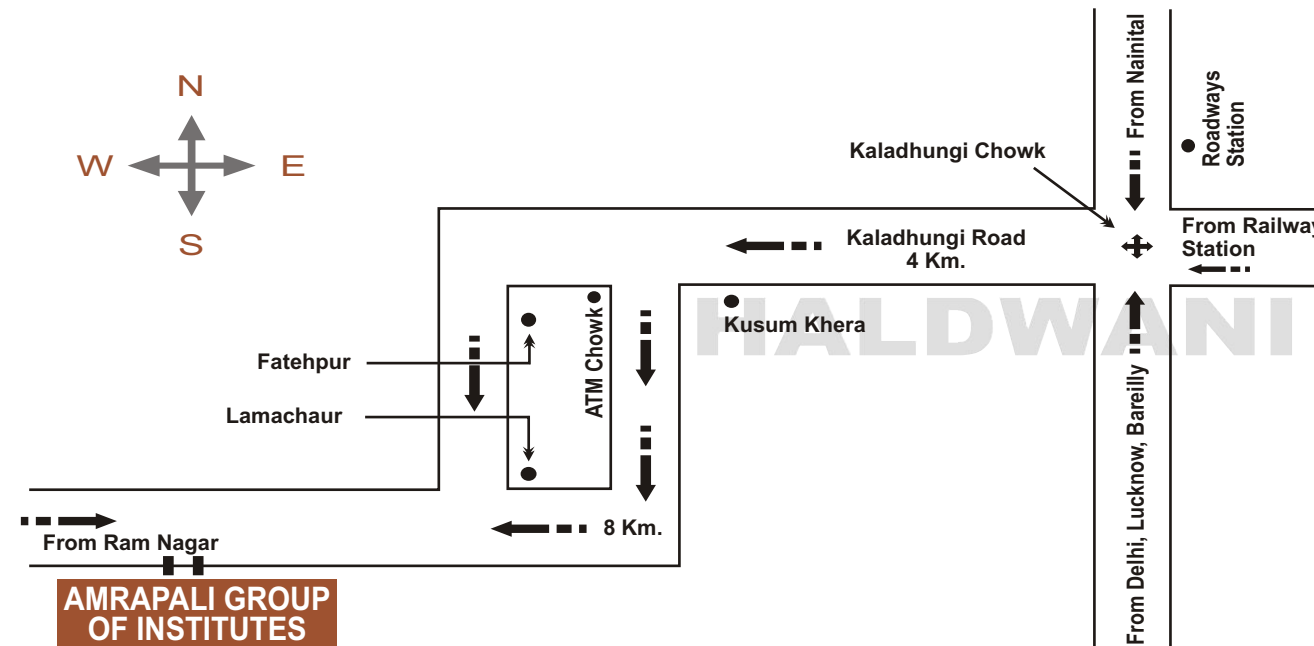 N
W
E
S
From Nainital
Roadways
Station
Kaladhungi Chowk
From Railway
Station
Kaladhungi Road
4 Km.
HALDWANI
Kusum Khera
ATM Chowk
Fatehpur
Lamachaur
From Delhi, Lucknow, Bareilly
8 Km.
From Ram Nagar
AMRAPALI GROUP
OF INSTITUTES